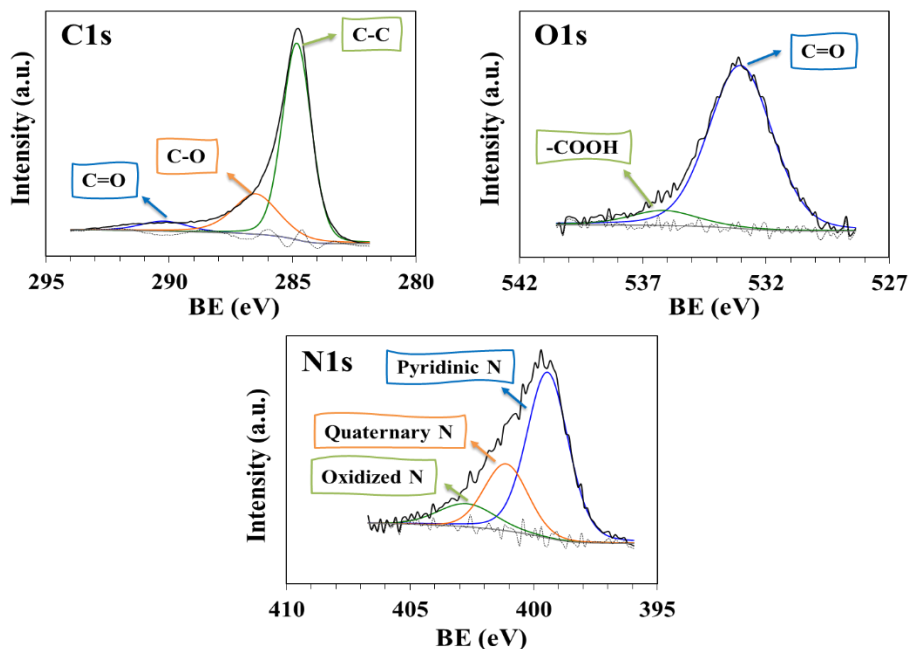 C1s
C-C
C-O
C=O
Intensity (a.u.)
295 290 285 280
BE (eV)
O1s
C=O
-COOH
Intensity (a.u.)
542 537 532 527
BE (eV)
N1s
Pyridinic N
Quaternary N
Oxidized N
Intensity (a.u.)
410 405 400 395
BE (eV)